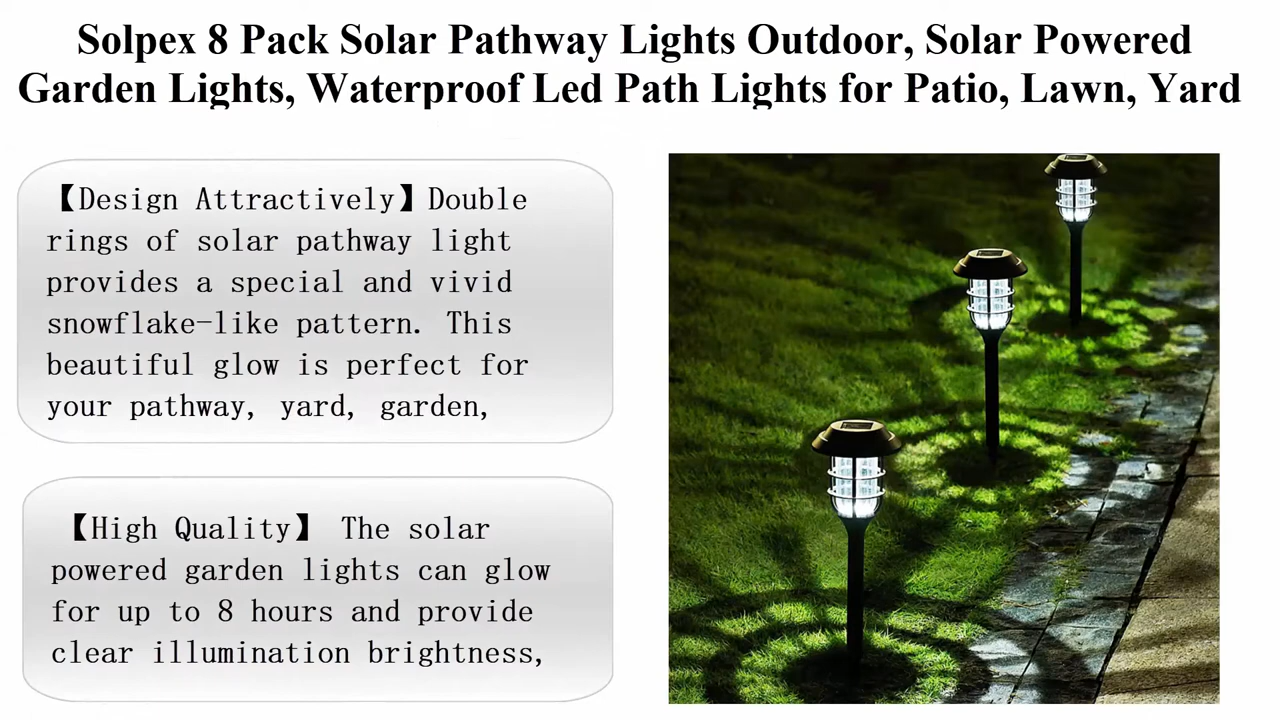 Solpex 8 Pack Solar Pathway Lights Outdoor, Solar Powered
Garden Lights, Waterproof Led Path Lights for Patio, Lawn, Yard
【Design Attractively】Double
rings of solar pathway light
provides a special and vivid
snowflake-like pattern. This
beautiful glow is perfect for
your pathway, yard, garden,
【High Quality】 The solar
powered garden lights can glow
for up to 8 hours and provide
clear illumination brightness,